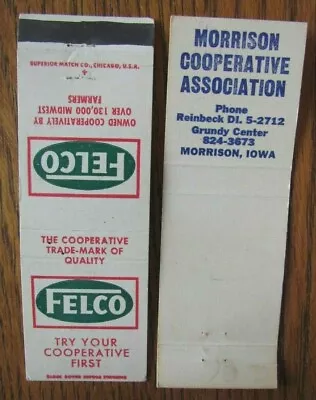 SUPERIOR MATCH CO., CHICAGO, U.S.A.
OWNED COOPERATIVELY BY
OVER 130,000 MIDWEST
FARMERS
FELCO
THE COOPERATIVE
TRADE-MARK OF
QUALITY
FELCO
TRY YOUR
COOPERATIVE
FIRST
MORRISON
COOPERATIVE
ASSOCIATION
Phone
Reinbeck DI. 5-2712
Grundy Center
824-3673
MORRISON, IOWA